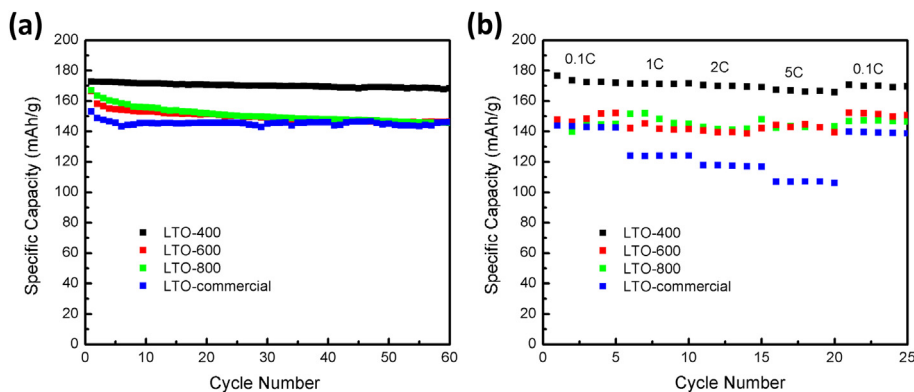 (a)
200
180
160
140
120
100
80
60
40
20
0
Specific Capacity (mAh/g)
LTO-400
LTO-600
LTO-800
LTO-commercial
0 10 20 30 40 50 60
Cycle Number
(b)
200
180
160
140
120
100
80
60
40
20
0
Specific Capacity (mAh/g)
0.1C 1C 2C 5C 0.1C
LTO-400
LTO-600
LTO-800
LTO-commercial
0 5 10 15 20 25
Cycle Number